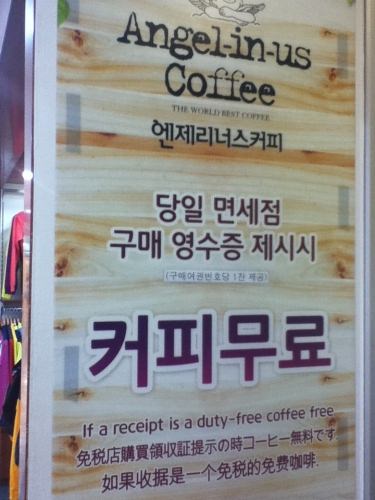 Angel-in-us
Coffee
THE WORLD BEST COFFEE
엔제리너스커피
당일 면세점
구매 영수증 제시시
(구매여권번호당 1잔 제공)
커피무료
If a receipt is a duty-free coffee free
免税店購買領収証提示の時コーヒー無料です.
如果收据是一个免税的免费咖啡.